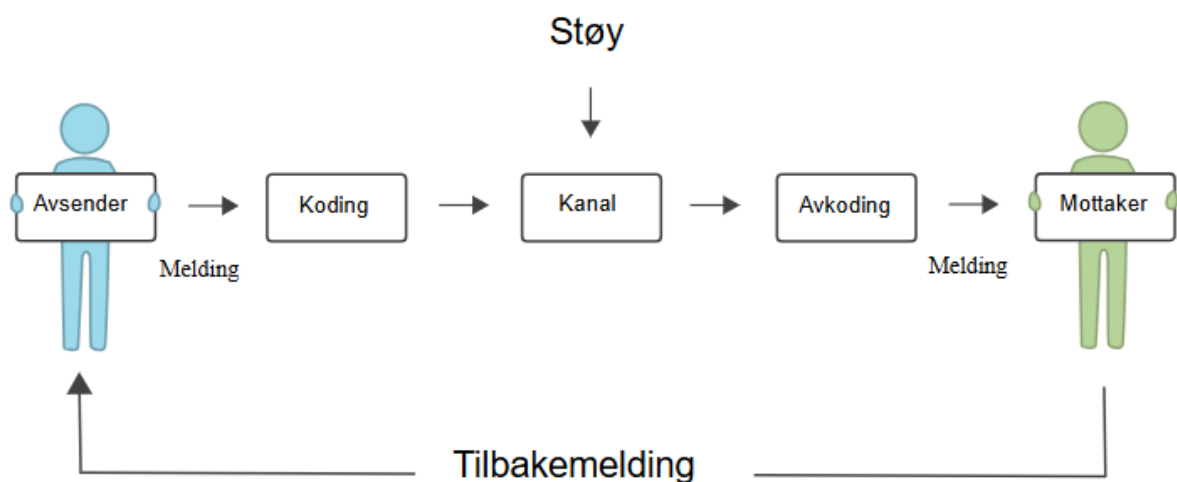 Støy
Avsender
Koding
Kanal
Avkoding
Mottaker
Melding
Melding
Tilbakemelding